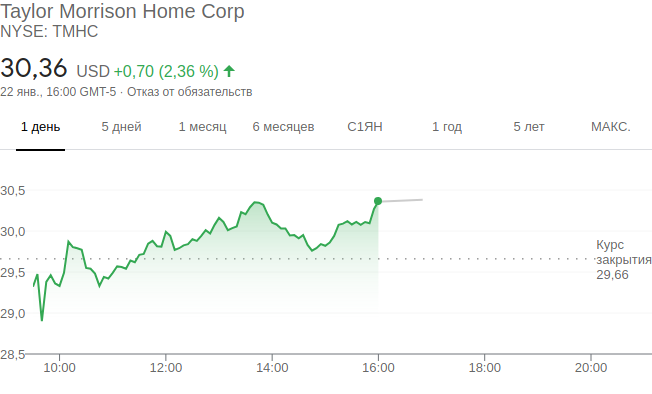 Taylor Morrison Home Corp
NYSE: TMHC
30,36 USD +0,70 (2,36 %)
22 янв., 16:00 GMT-5 · Отказ от обязательств
1 день 5 дней 1 месяц 6 месяцев С1ЯН 1 год 5 лет МАКС.
30,5
30,0
Курс
закрытия
29,66
29,5
29,0
28,5
10:00 12:00 14:00 16:00 18:00 20:00